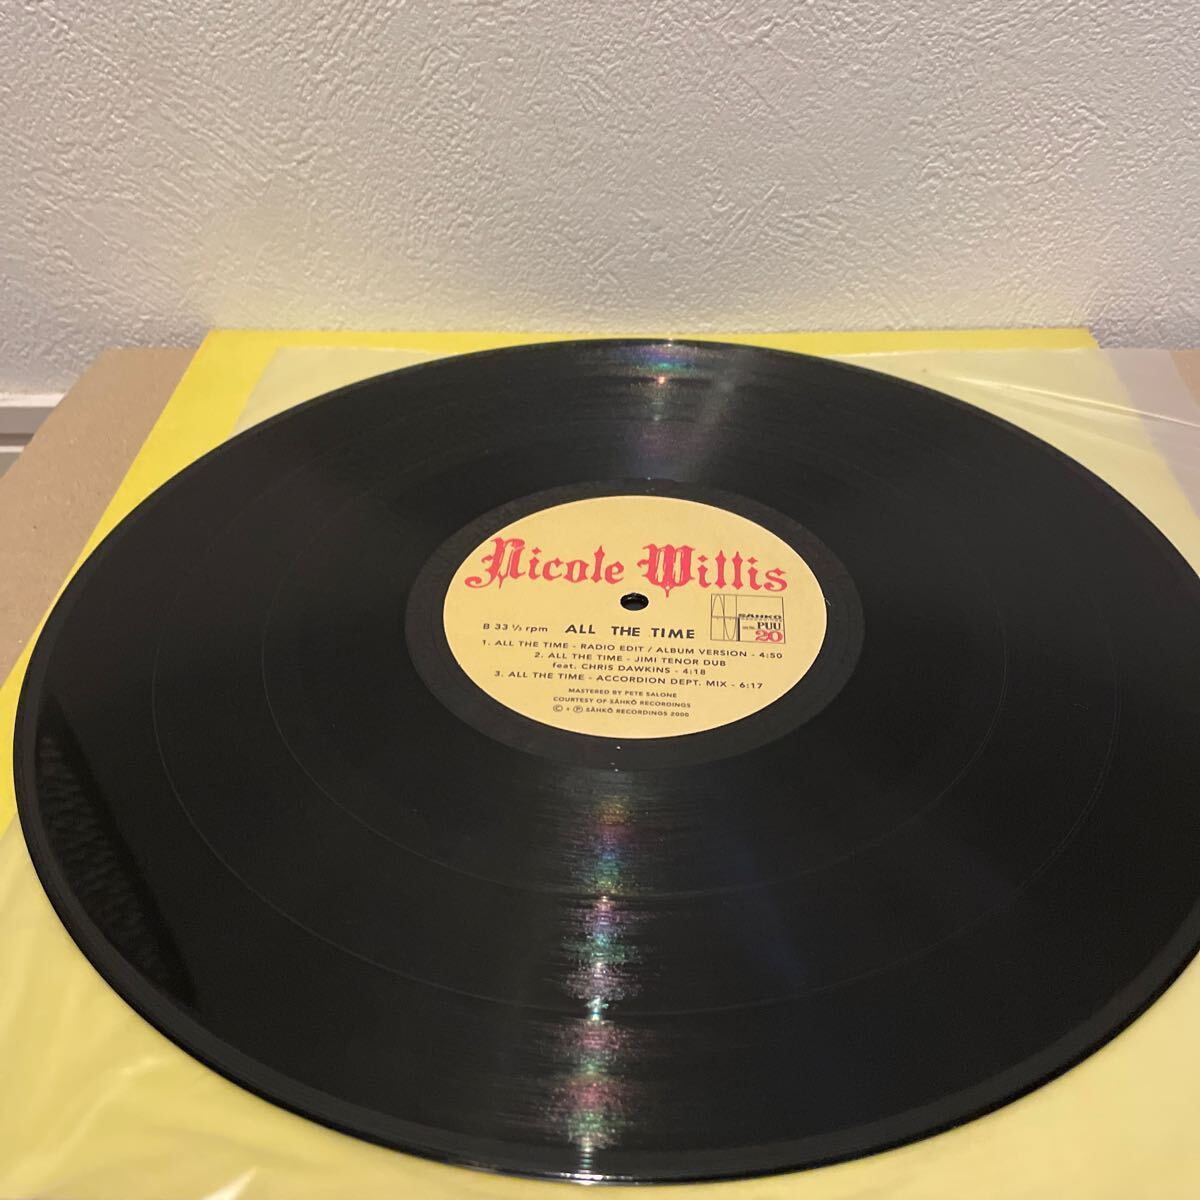 Nicole Willis
B 33 ⅓ rpm ALL THE TIME
SÄHKÖ
PUU
20
1. ALL THE TIME - RADIO EDIT / ALBUM VERSION - 4:50
2. ALL THE TIME - JIMI TENOR DUB
feat. CHRIS DAWKINS - 4:18
3. ALL THE TIME - ACCORDION DEPT. MIX - 6:17
MASTERED BY PETE SALONE
COURTESY OF SÄHKÖ RECORDINGS
© + ℗ SÄHKÖ RECORDINGS 2000